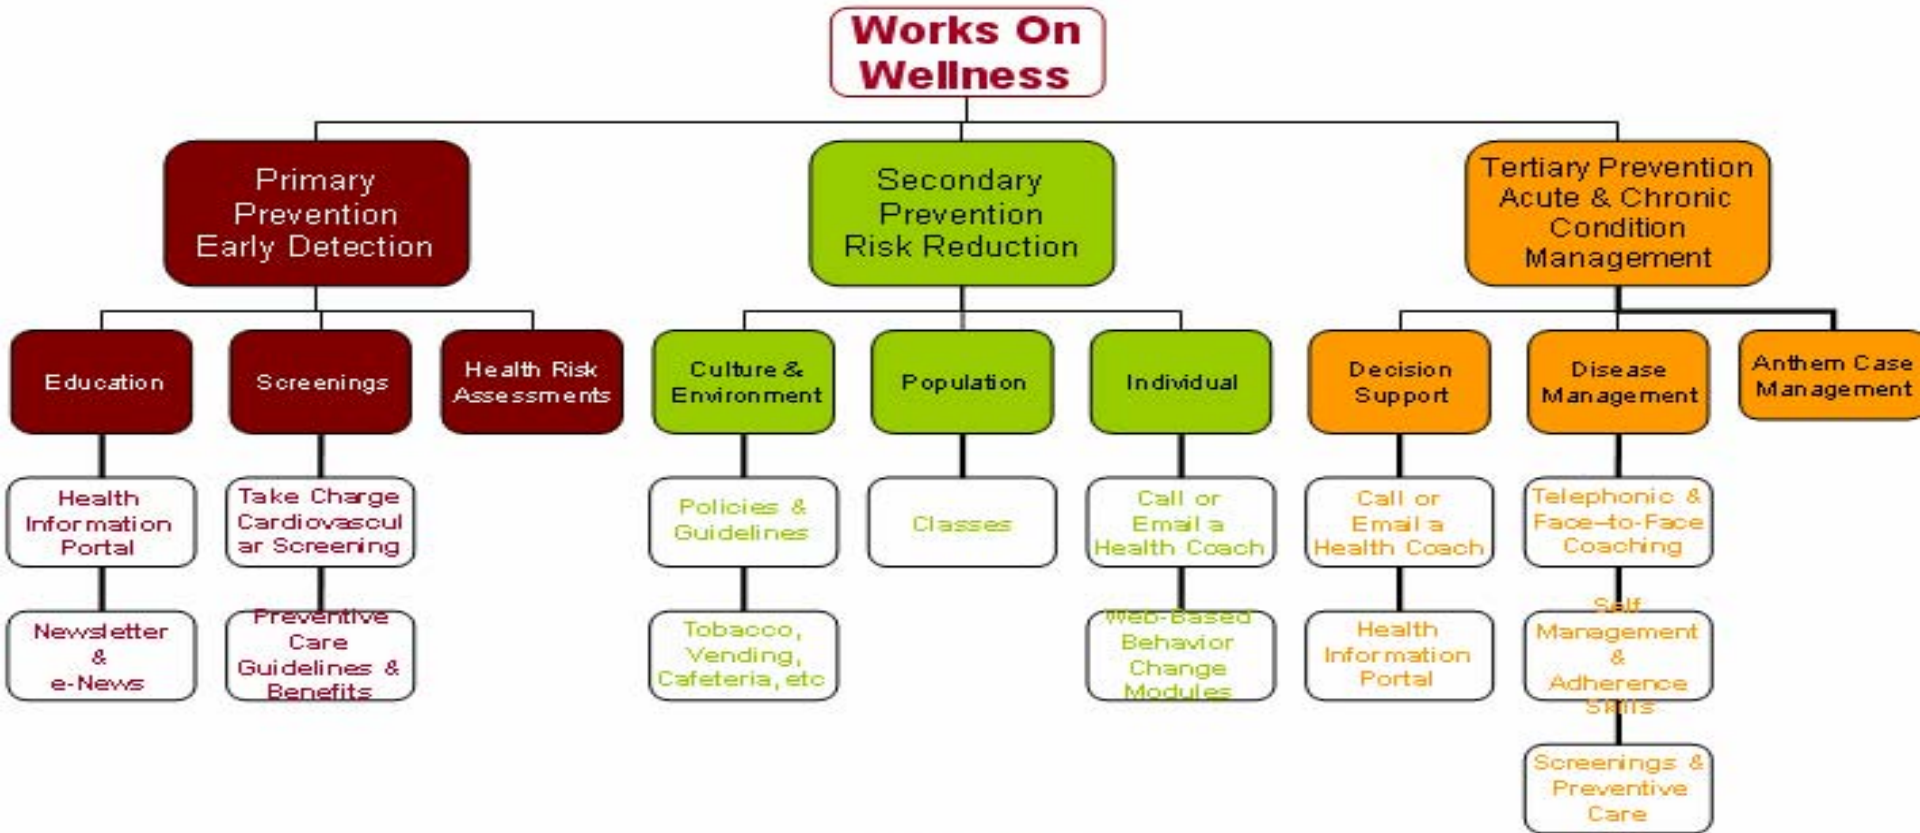 Works On
Wellness
Primary
Prevention
Early Detection
Secondary
Prevention
Risk Reduction
Tertiary Prevention
Acute & Chronic
Condition
Management
Education
Screenings
Health Risk
Assessments
Culture &
Environment
Population
Individual
Decision
Support
Disease
Management
Anthem Case
Management
Health
Information
Portal
Take Charge
Cardiovascul
ar Screening
Policies &
Guidelines
Classes
Call or
Email a
Health Coach
Call or
Email a
Health Coach
Telephonic &
Face–to-Face
Coaching
Newsletter
&
e-News
Preventive
Care
Guidelines &
Benefits
Tobacco,
Vending,
Cafeteria, etc
Web-Based
Behavior
Change
Modules
Health
Information
Portal
Self
Management
&
Adherence
Skills
Screenings &
Preventive
Care